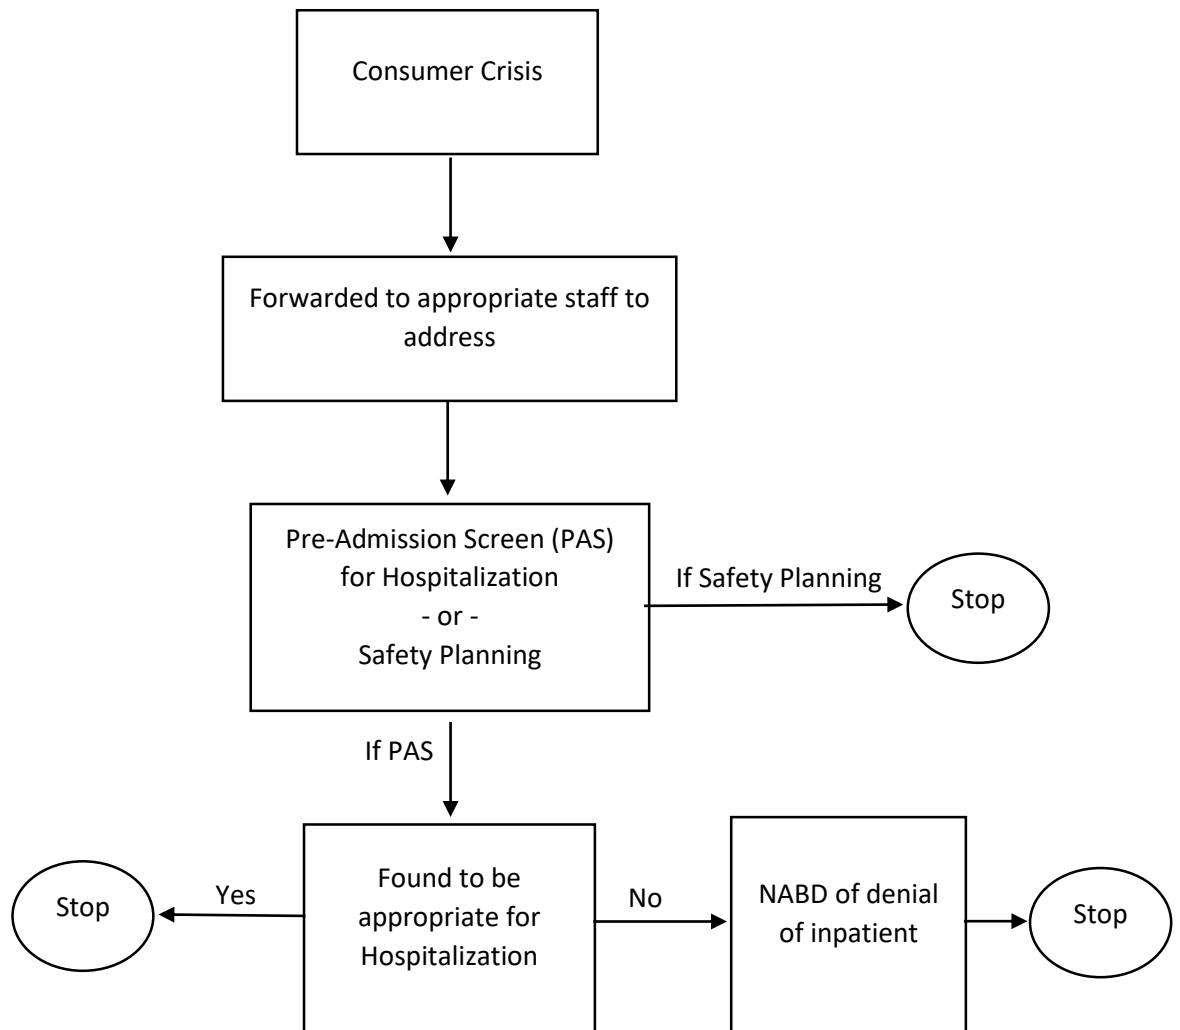 Consumer Crisis
Forwarded to appropriate staff to
address
Pre-Admission Screen (PAS)
for Hospitalization
- or -
Safety Planning
If Safety Planning
Stop
If PAS
Stop
Yes
Found to be
appropriate for
Hospitalization
No
NABD of denial
of inpatient
Stop